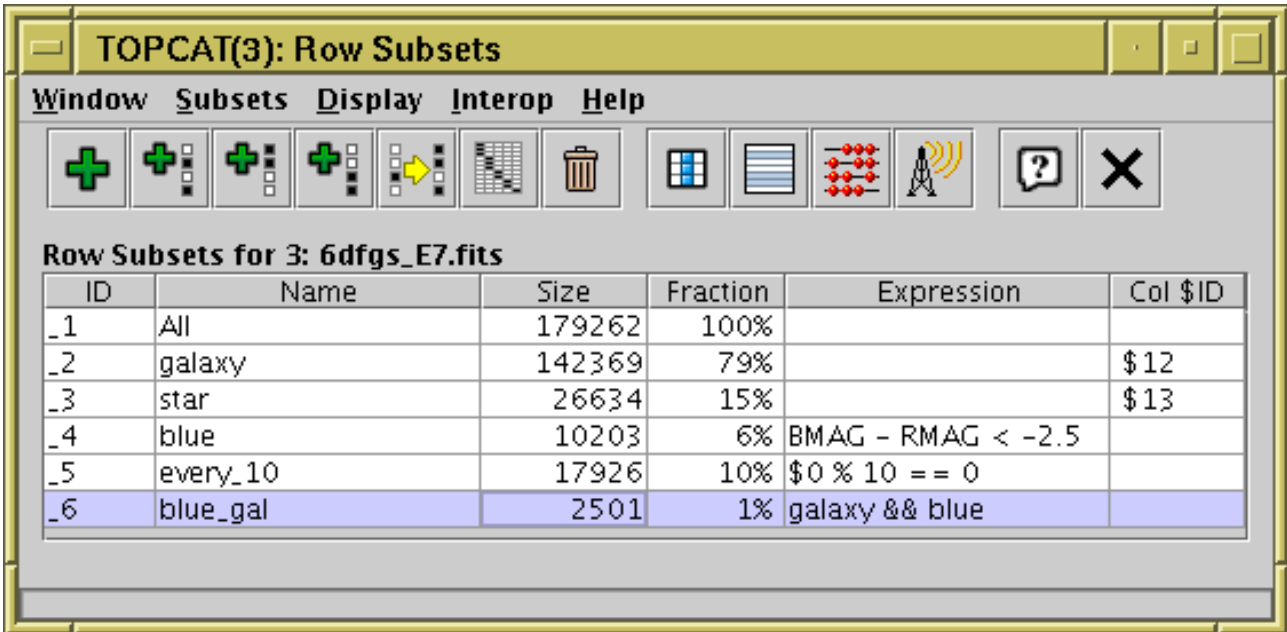 TOPCAT(3): Row Subsets
Window Subsets Display Interop Help
?
Row Subsets for 3: 6dfgs_E7.fits
ID Name Size Fraction Expression Col $ID
_1 All 179262 100%
_2 galaxy 142369 79% $12
_3 star 26634 15% $13
_4 blue 10203 6% BMAG - RMAG < -2.5
_5 every_10 17926 10% $0 % 10 == 0
_6 blue_gal 2501 1% galaxy && blue